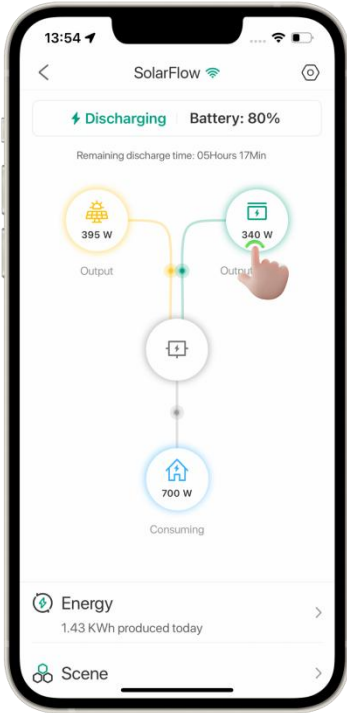 13:54
SolarFlow
Discharging Battery: 80%
Remaining discharge time: 05Hours 17Min
395 W
340 W
Output
Outpu
700 W
Consuming
Energy
1.43 KWh produced today
Scene